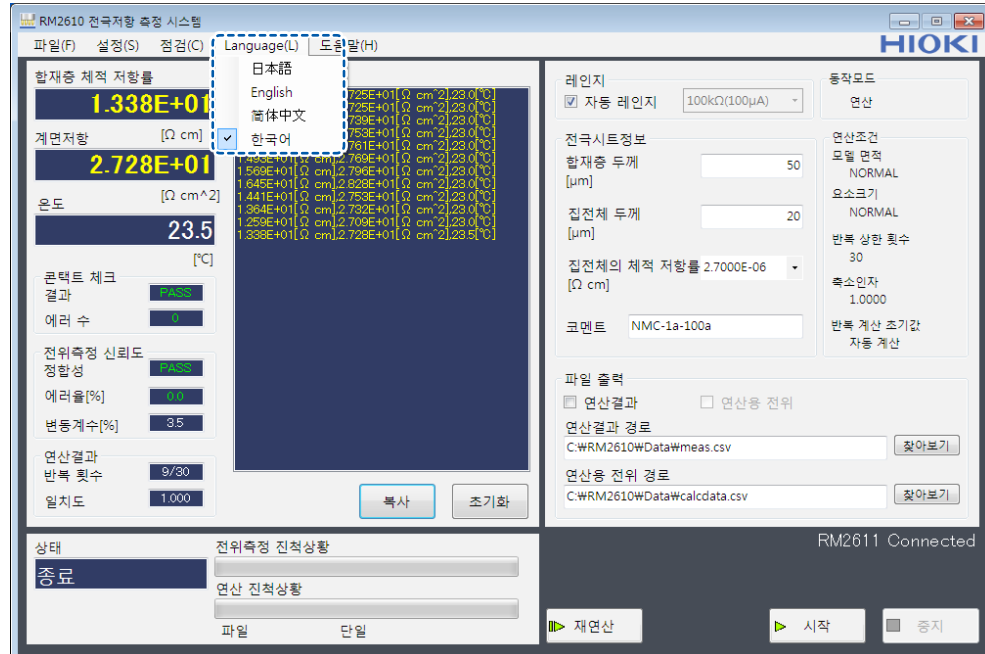 RM2610 전극저항 측정 시스템
파일(F) 설정(S) 점검(C) Language(L) 도움말(H)
HIOKI
日本語
English
简体中文
한국어
합재층 체적 저항률
1.338E+01
[Ω cm]
계면저항
2.728E+01
[Ω cm^2]
온도
23.5
[℃]
콘택트 체크
결과 PASS
에러 수 0
전위측정 신뢰도
정합성 PASS
에러율[%] 0.0
변동계수[%] 3.5
연산결과
반복 횟수 9/30
일치도 1.000
725E+01[Ω cm^2],23.0[℃]
725E+01[Ω cm^2],23.0[℃]
739E+01[Ω cm^2],23.0[℃]
753E+01[Ω cm^2],23.0[℃]
761E+01[Ω cm^2],23.0[℃]
1.493E+01[Ω cm],2.769E+01[Ω cm^2],23.0[℃]
1.569E+01[Ω cm],2.796E+01[Ω cm^2],23.0[℃]
1.645E+01[Ω cm],2.828E+01[Ω cm^2],23.0[℃]
1.441E+01[Ω cm],2.753E+01[Ω cm^2],23.0[℃]
1.364E+01[Ω cm],2.732E+01[Ω cm^2],23.0[℃]
1.259E+01[Ω cm],2.709E+01[Ω cm^2],23.0[℃]
1.338E+01[Ω cm],2.728E+01[Ω cm^2],23.5[℃]
복사 초기화
레인지
자동 레인지 100kΩ(100μA)
전극시트정보
합재층 두께 50
[μm]
집전체 두께 20
[μm]
집전체의 체적 저항률 2.7000E-06
[Ω cm]
코멘트 NMC-1a-100a
동작모드
연산
연산조건
모델 면적
NORMAL
요소크기
NORMAL
반복 상한 횟수
30
축소인자
1.0000
반복 계산 초기값
자동 계산
파일 출력
연산결과 연산용 전위
연산결과 경로
C:₩RM2610₩Data₩meas.csv 찾아보기
연산용 전위 경로
C:₩RM2610₩Data₩calcdata.csv 찾아보기
상태
종료
전위측정 진척상황
연산 진척상황
파일 단일
RM2611 Connected
재연산 시작 중지